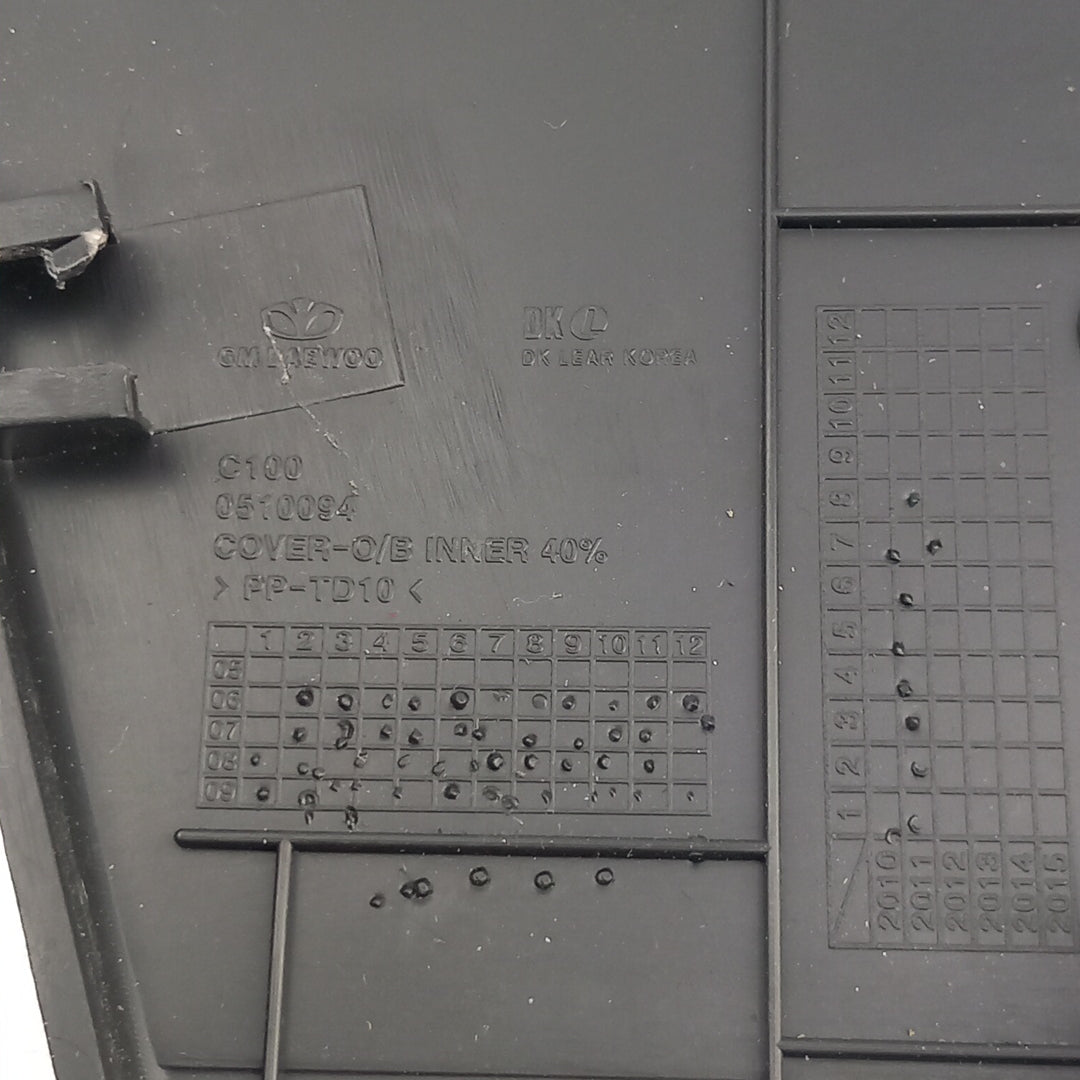 GM DAEWOO
DK L
DK LEAR KOREA
C100
0510094
COVER-O/B INNER 40%
> PP-TD10 <
1 2 3 4 5 6 7 8 9 10 11 12
05
06
07
08
09
1 2 3 4 5 6 7 8 9 10 11 12
2010
2011
2012
2013
2014
2015